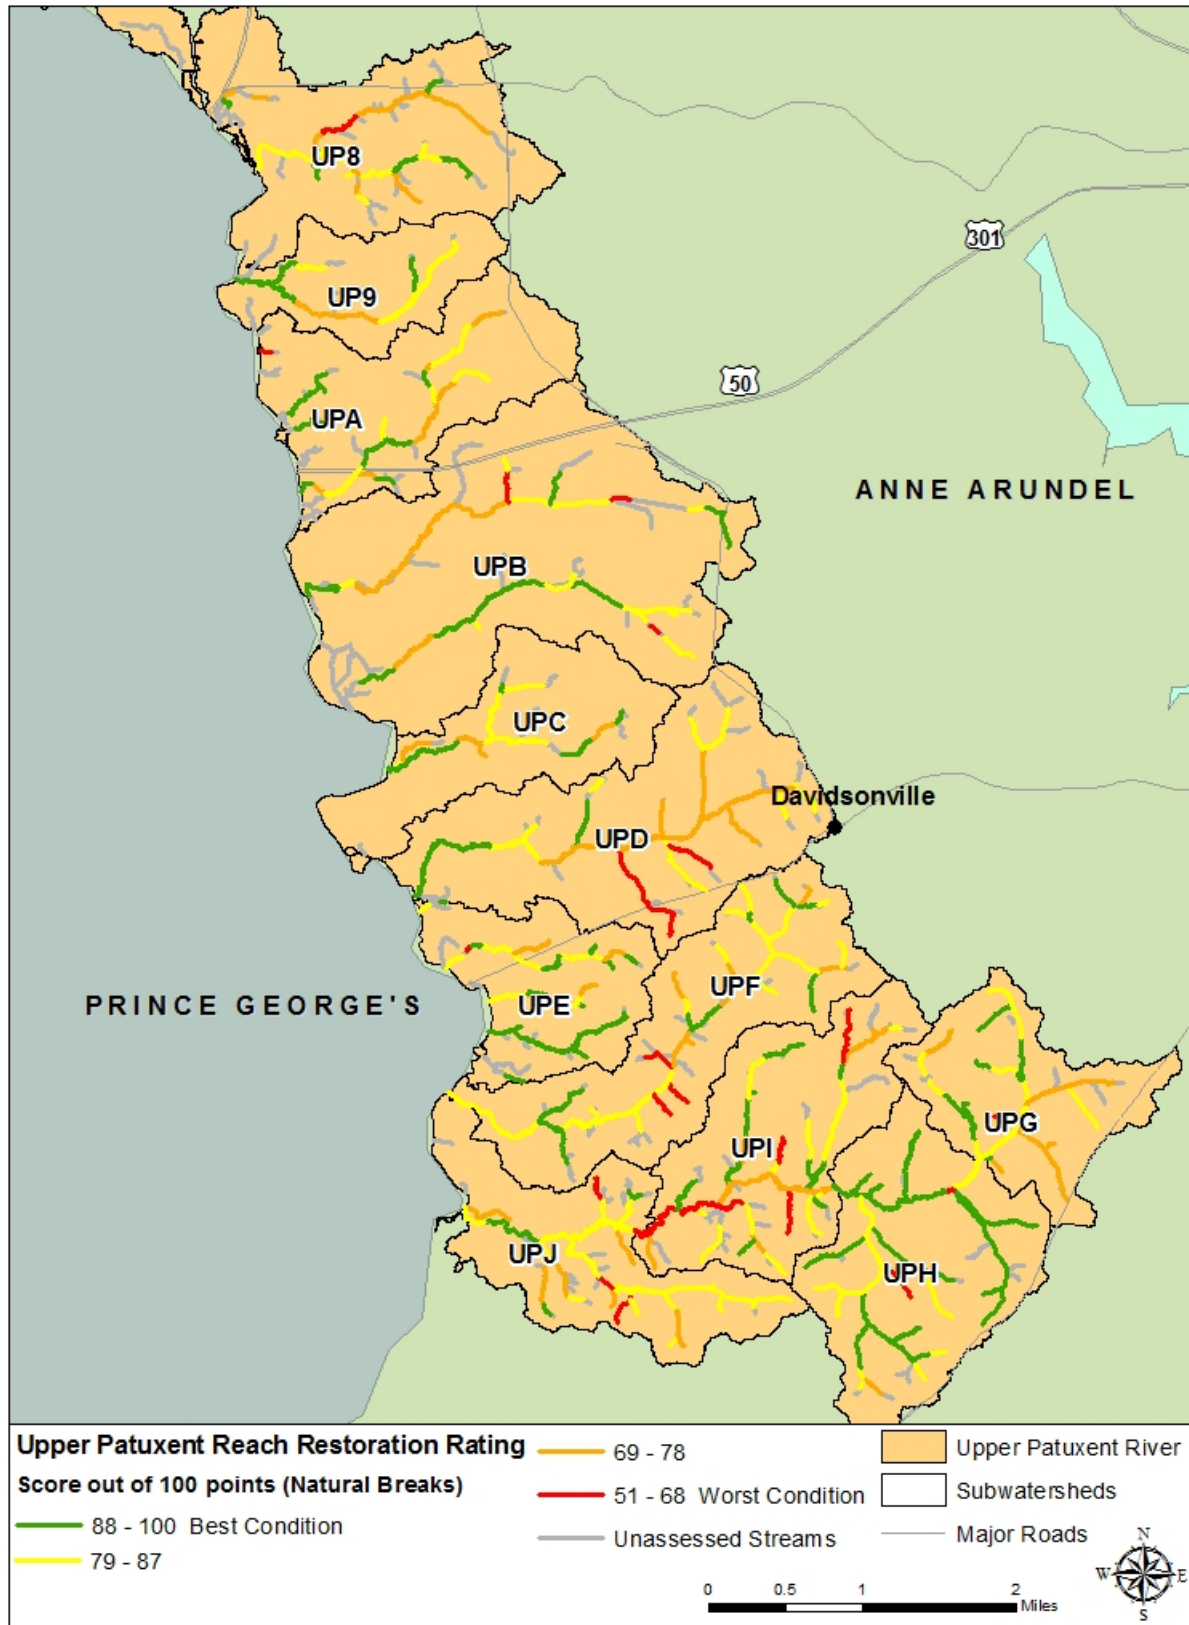 UP8
301
UP9
50
UPA
ANNE ARUNDEL
UPB
UPC
Davidsonville
UPD
UPF
PRINCE GEORGE'S
UPE
UPG
UPI
UPJ
UPH
Upper Patuxent Reach Restoration Rating
Score out of 100 points (Natural Breaks)
88 - 100 Best Condition
79 - 87
69 - 78
51 - 68 Worst Condition
Unassessed Streams
Upper Patuxent River
Subwatersheds
Major Roads
N
W E
S
0 0.5 1 2
Miles